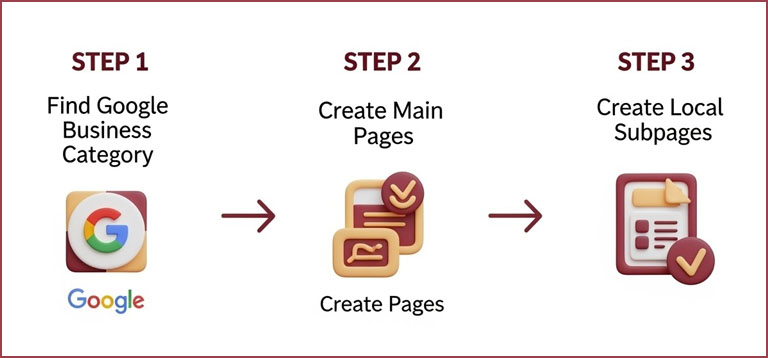 STEP 1
Find Google
Business
Category
Google
STEP 2
Create Main
Pages
Create Pages
STEP 3
Create Local
Subpages